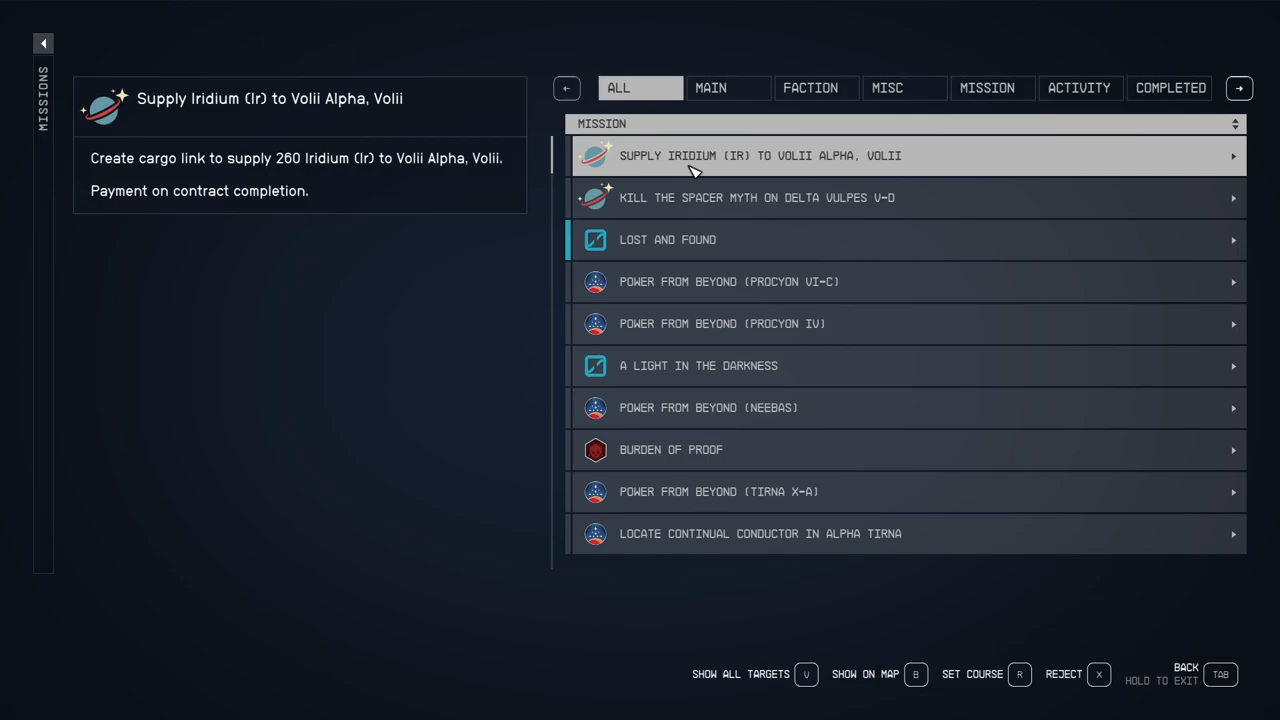 MISSIONS
Supply Iridium (Ir) to Volii Alpha, Volii
Create cargo link to supply 260 Iridium (Ir) to Volii Alpha, Volii.
Payment on contract completion.
ALL MAIN FACTION MISC MISSION ACTIVITY COMPLETED
MISSION
SUPPLY IRIDIUM (IR) TO VOLII ALPHA, VOLII
KILL THE SPACER MYTH ON DELTA VULPES V-D
LOST AND FOUND
POWER FROM BEYOND (PROCYON VI-C)
POWER FROM BEYOND (PROCYON IV)
A LIGHT IN THE DARKNESS
POWER FROM BEYOND (NEEBAS)
BURDEN OF PROOF
POWER FROM BEYOND (TIRNA X-A)
LOCATE CONTINUAL CONDUCTOR IN ALPHA TIRNA
SHOW ALL TARGETS V SHOW ON MAP B SET COURSE R REJECT X BACK TAB
HOLD TO EXIT